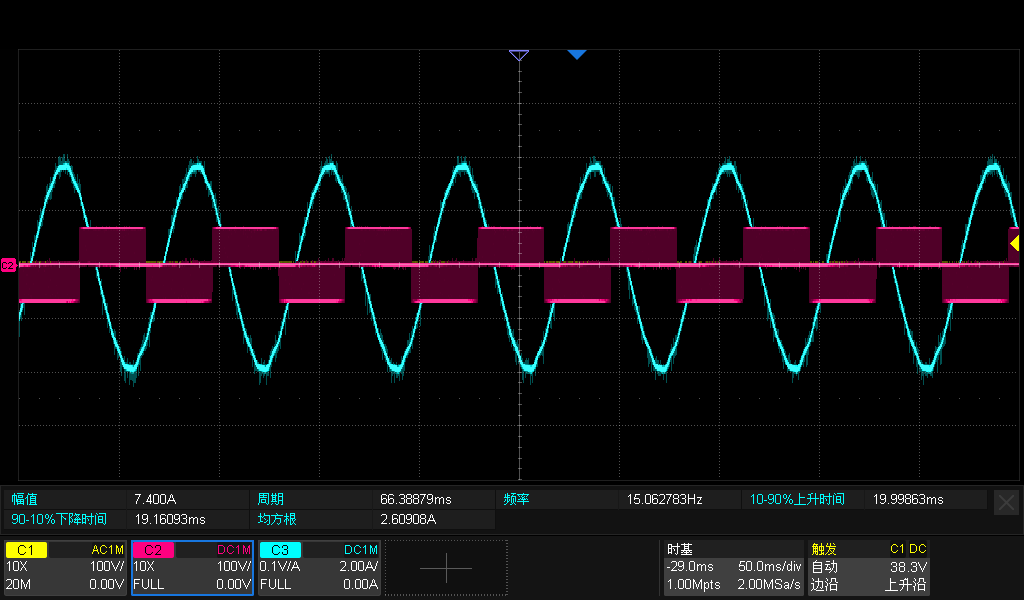 C2
幅值 7.400A 周期 66.38879ms 频率 15.062783Hz 10-90%上升时间 19.99863ms
90-10%下降时间 19.16093ms 均方根 2.60908A
C1 AC1M C2 DC1M C3 DC1M 时基 触发 C1 DC
10X 100V/ 10X 100V/ 0.1V/A 2.00A/ -29.0ms 50.0ms/div 自动 38.3V
20M 0.00V FULL 0.00V FULL 0.00A 1.00Mpts 2.00MSa/s 边沿 上升沿